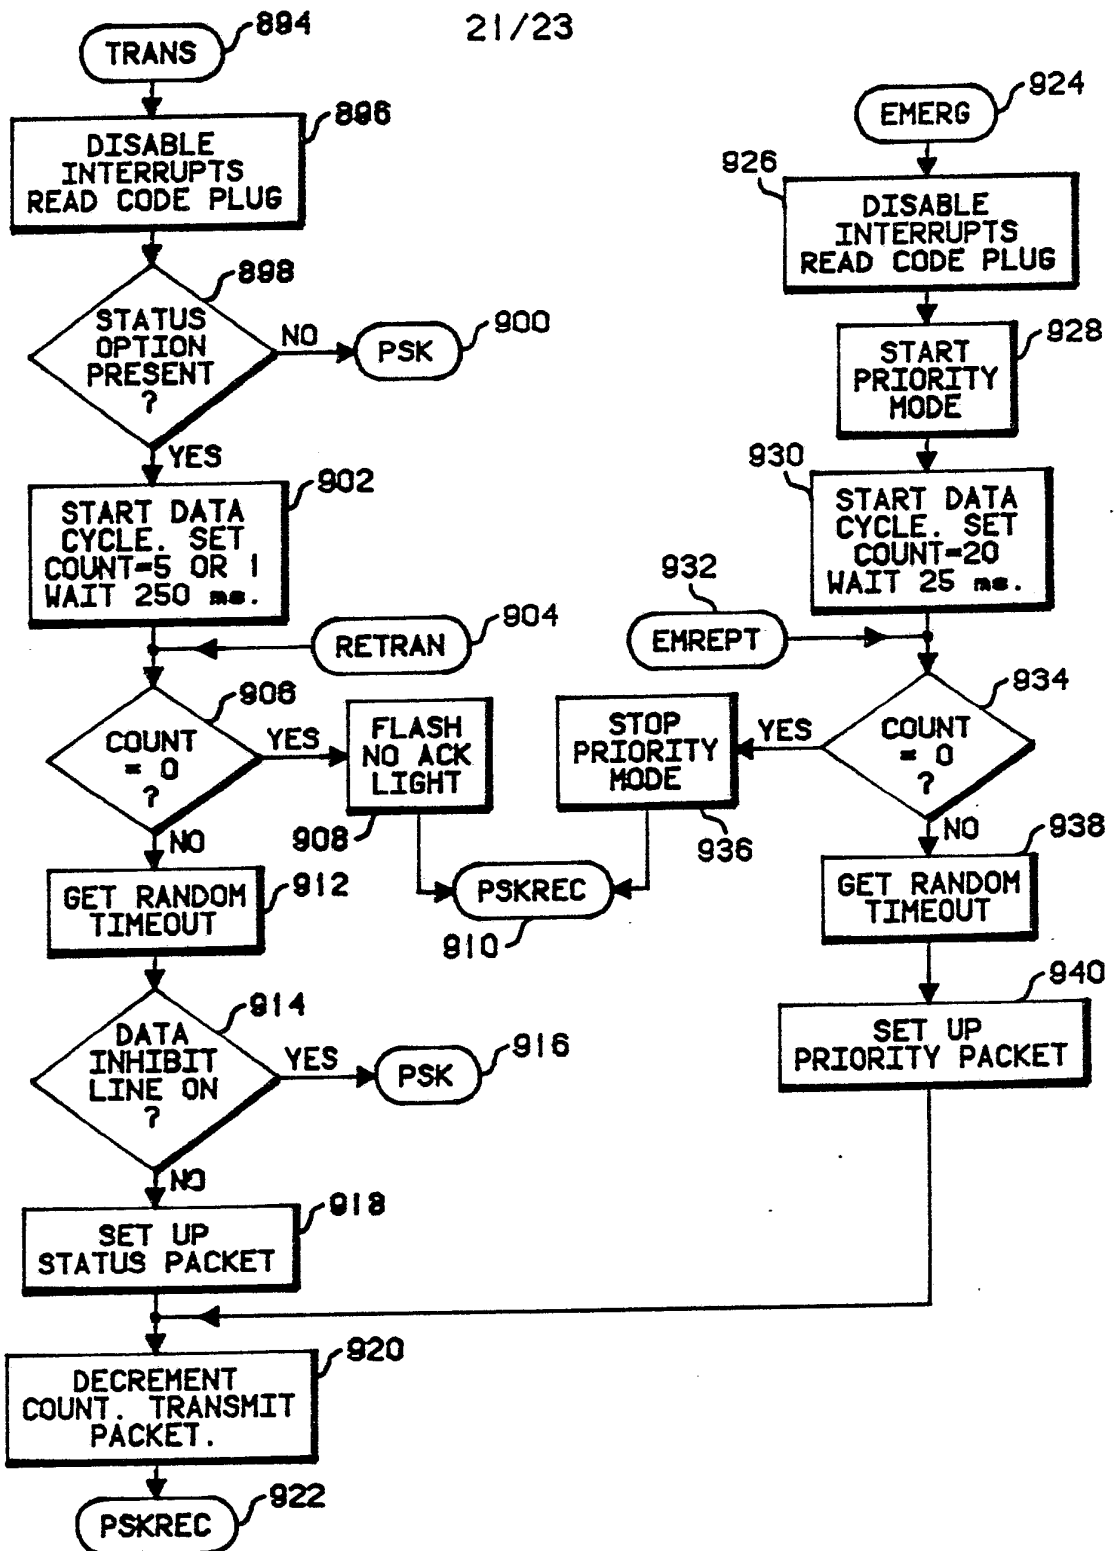 21/23
TRANS
894
DISABLE
INTERRUPTS
READ CODE PLUG
896
STATUS
OPTION
PRESENT
?
898
NO
PSK
900
YES
START DATA
CYCLE. SET
COUNT=5 OR 1
WAIT 250 ms.
902
RETRAN
904
COUNT
= 0
?
906
YES
FLASH
NO ACK
LIGHT
908
PSKREC
910
NO
GET RANDOM
TIMEOUT
912
DATA
INHIBIT
LINE ON
?
914
YES
PSK
916
NO
SET UP
STATUS PACKET
918
DECREMENT
COUNT. TRANSMIT
PACKET.
920
PSKREC
922
EMERG
924
926
DISABLE
INTERRUPTS
READ CODE PLUG
START
PRIORITY
MODE
928
930
START DATA
CYCLE. SET
COUNT=20
WAIT 25 ms.
932
EMREPT
COUNT
= 0
?
934
YES
STOP
PRIORITY
MODE
936
NO
GET RANDOM
TIMEOUT
938
SET UP
PRIORITY PACKET
940